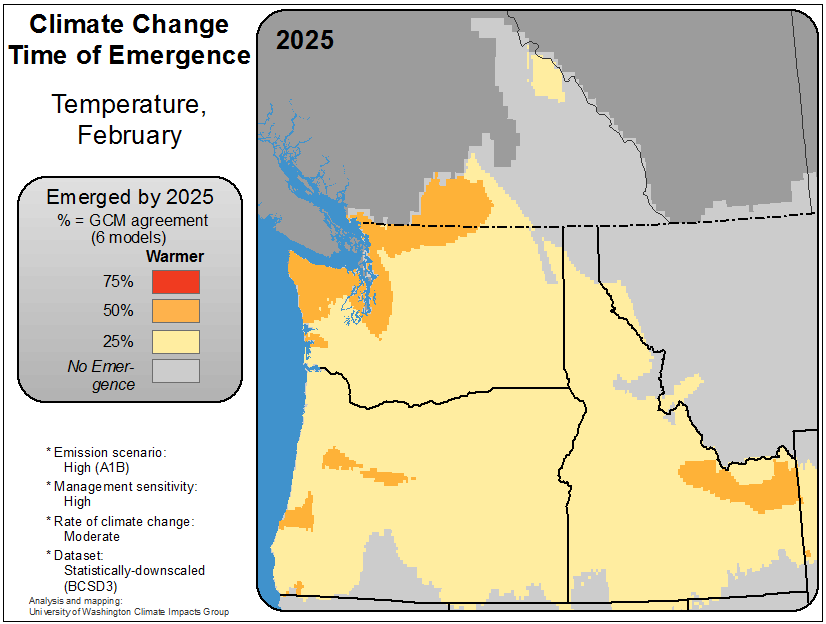 Climate Change
Time of Emergence
Temperature,
February
Emerged by 2025
% = GCM agreement
(6 models)
Warmer
75%
50%
25%
No Emer-
gence
* Emission scenario:
High (A1B)
* Management sensitivity:
High
* Rate of climate change:
Moderate
* Dataset:
Statistically-downscaled
(BCSD3)
Analysis and mapping:
University of Washington Climate Impacts Group
2025